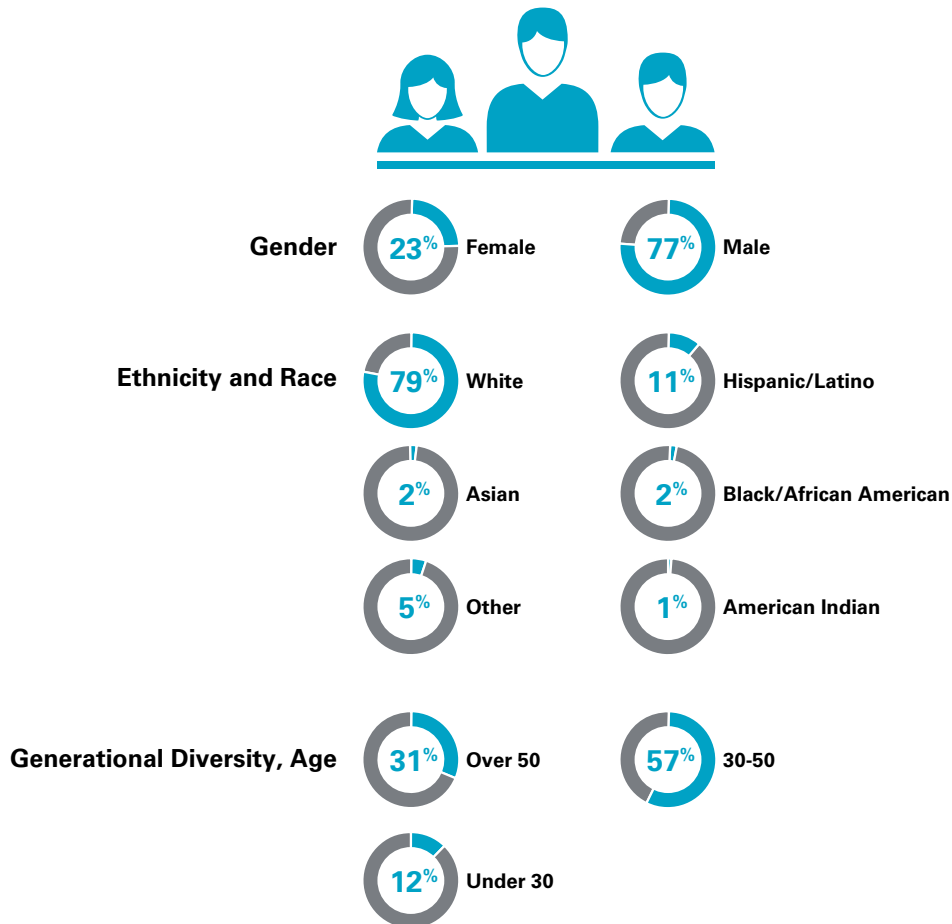 Gender
23% Female
77% Male
Ethnicity and Race
79% White
11% Hispanic/Latino
2% Asian
2% Black/African American
5% Other
1% American Indian
Generational Diversity, Age
31% Over 50
57% 30-50
12% Under 30